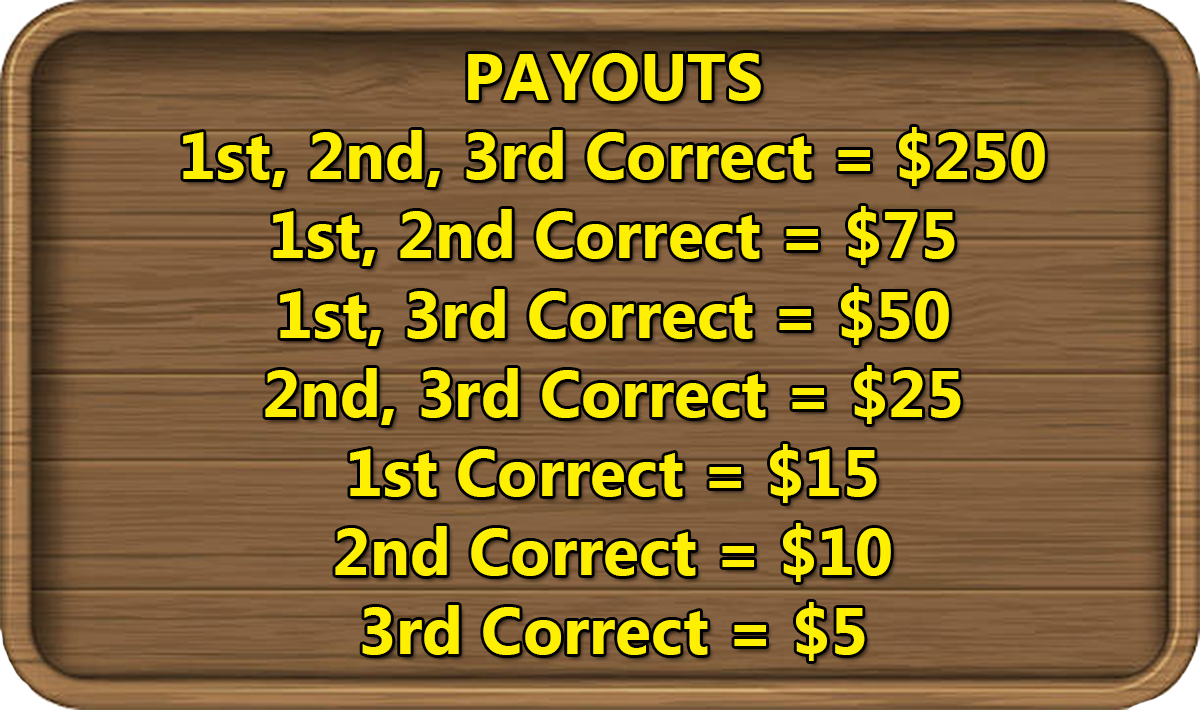 PAYOUTS
1st, 2nd, 3rd Correct = $250
1st, 2nd Correct = $75
1st, 3rd Correct = $50
2nd, 3rd Correct = $25
1st Correct = $15
2nd Correct = $10
3rd Correct = $5